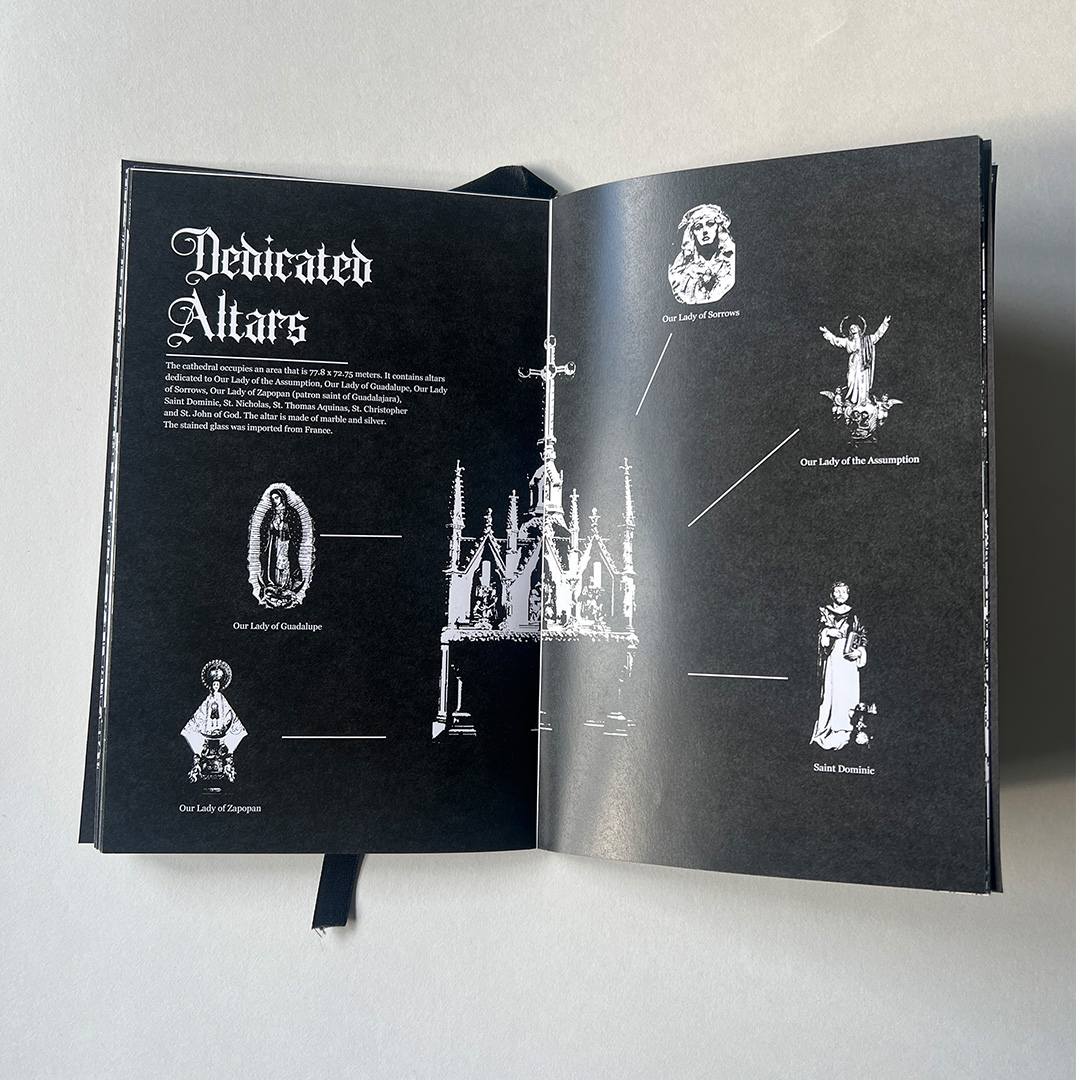 Dedicated
Altars
The cathedral occupies an area that is 77.8 x 72.75 meters. It contains altars
dedicated to Our Lady of the Assumption, Our Lady of Guadalupe, Our Lady
of Sorrows, Our Lady of Zapopan (patron saint of Guadalajara),
Saint Dominic, St. Nicholas, St. Thomas Aquinas, St. Christopher
and St. John of God. The altar is made of marble and silver.
The stained glass was imported from France.
Our Lady of Guadalupe
Our Lady of Zapopan
Our Lady of Sorrows
Our Lady of the Assumption
Saint Dominic